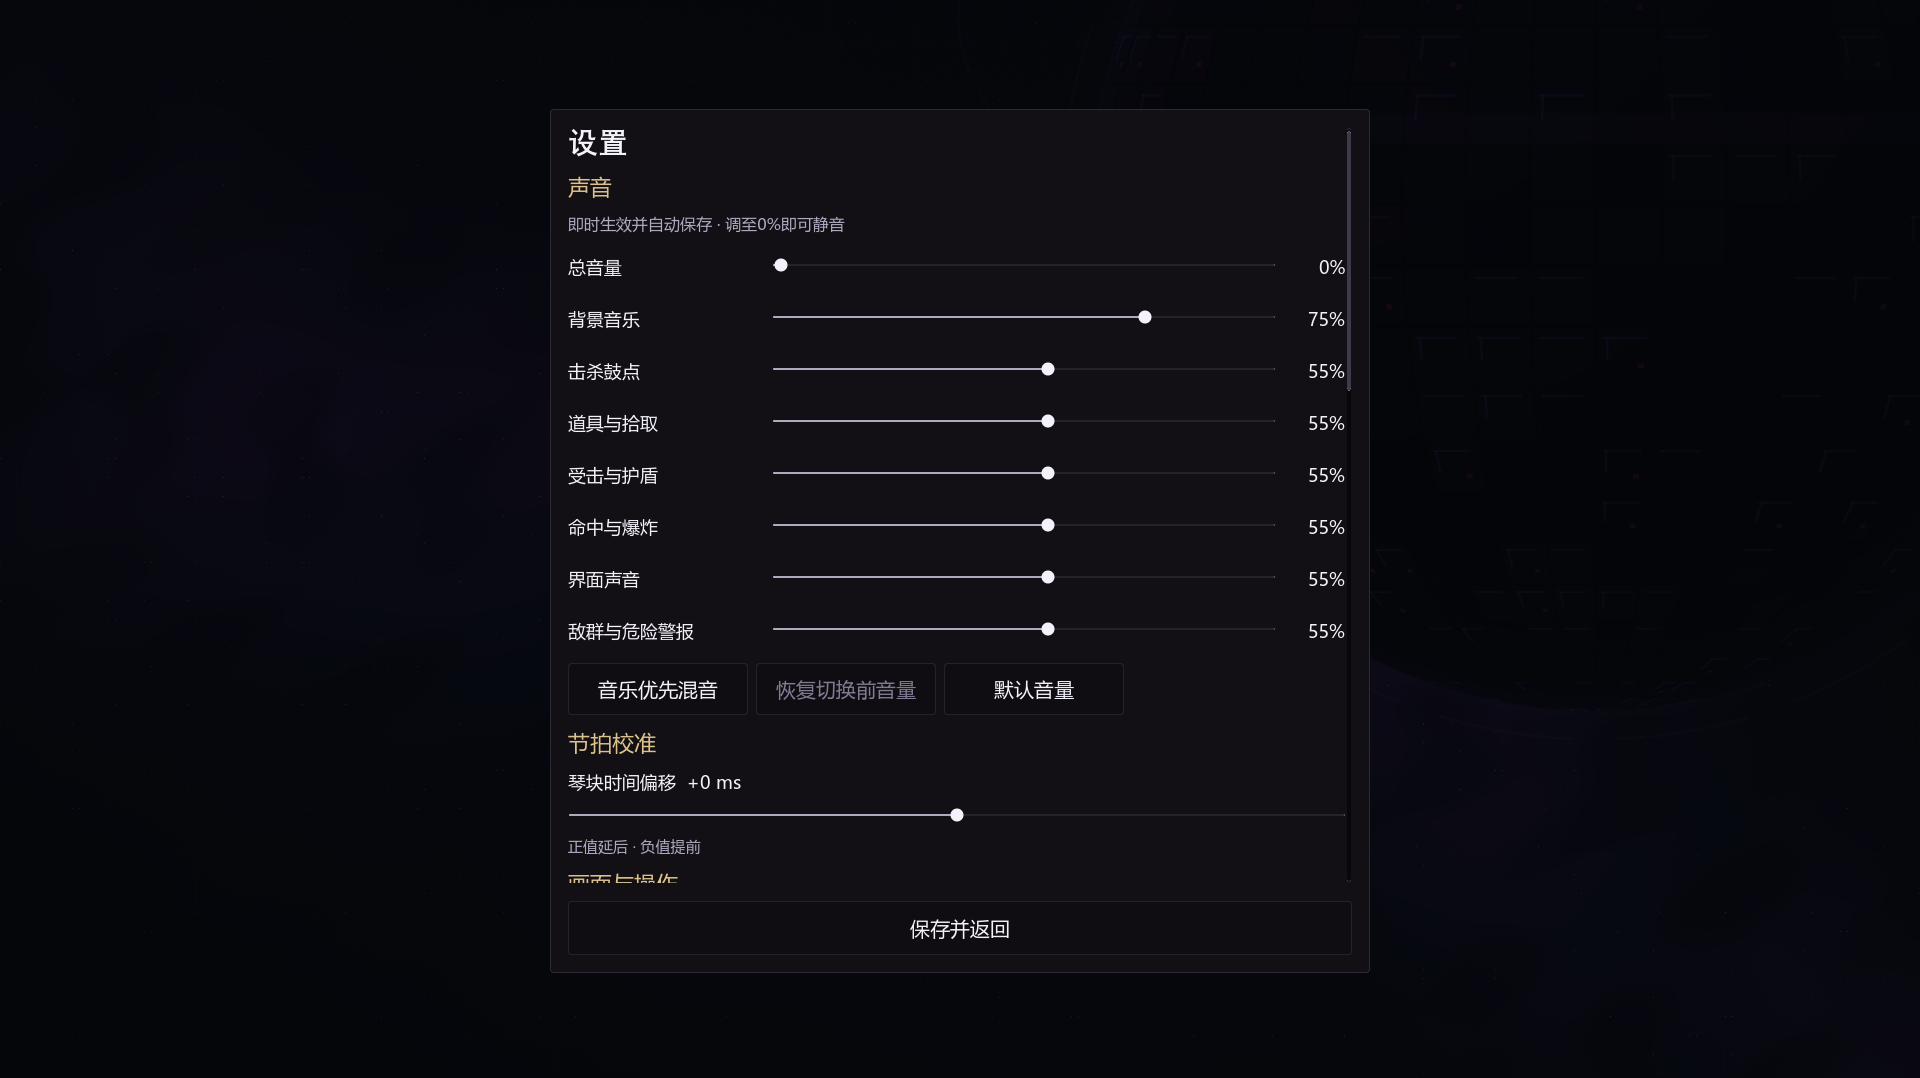 设置
声音
即时生效并自动保存 · 调至0%即可静音
总音量 0%
背景音乐 75%
击杀鼓点 55%
道具与拾取 55%
受击与护盾 55%
命中与爆炸 55%
界面声音 55%
敌群与危险警报 55%
音乐优先混音 恢复切换前音量 默认音量
节拍校准
琴块时间偏移 +0 ms
正值延后 · 负值提前
画面与操作
保存并返回